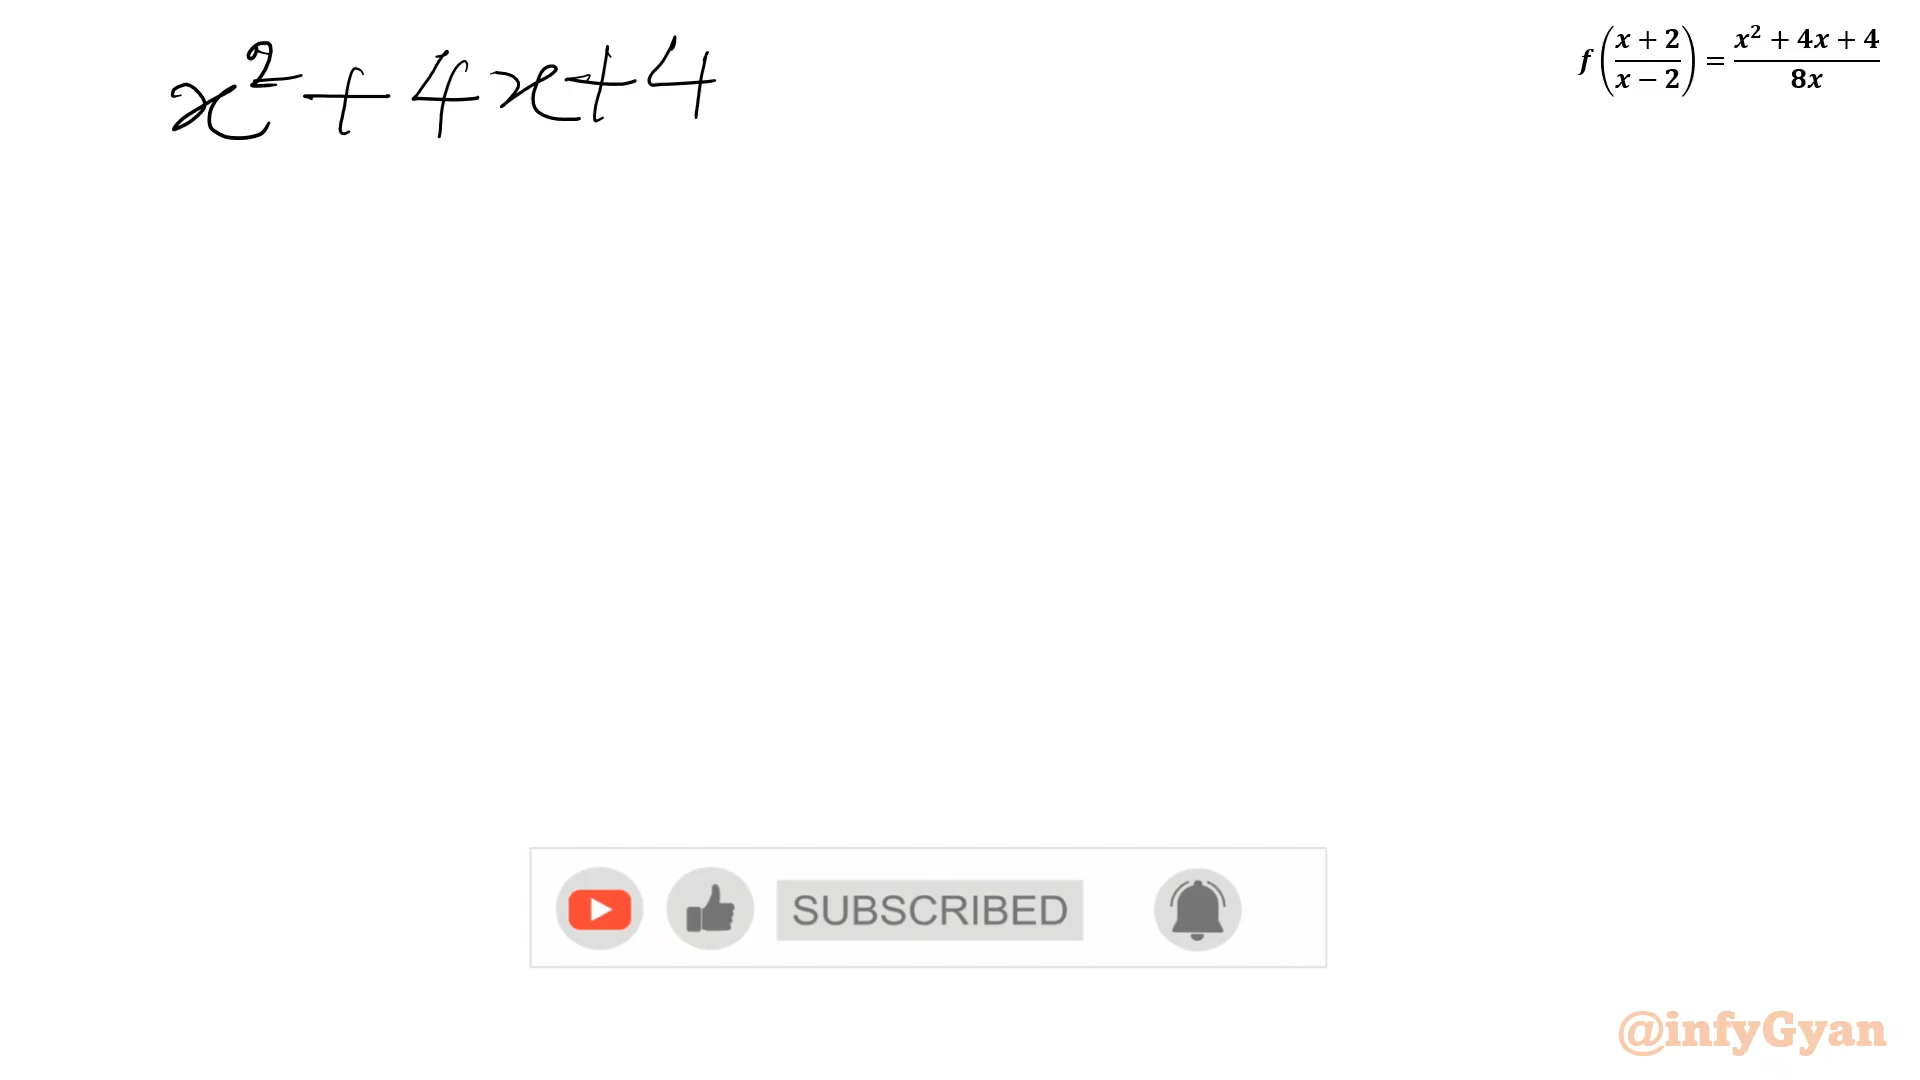 x² + 4x + 4
f((x + 2)/(x − 2)) = (x² + 4x + 4)/(8x)
SUBSCRIBED
@infyGyan